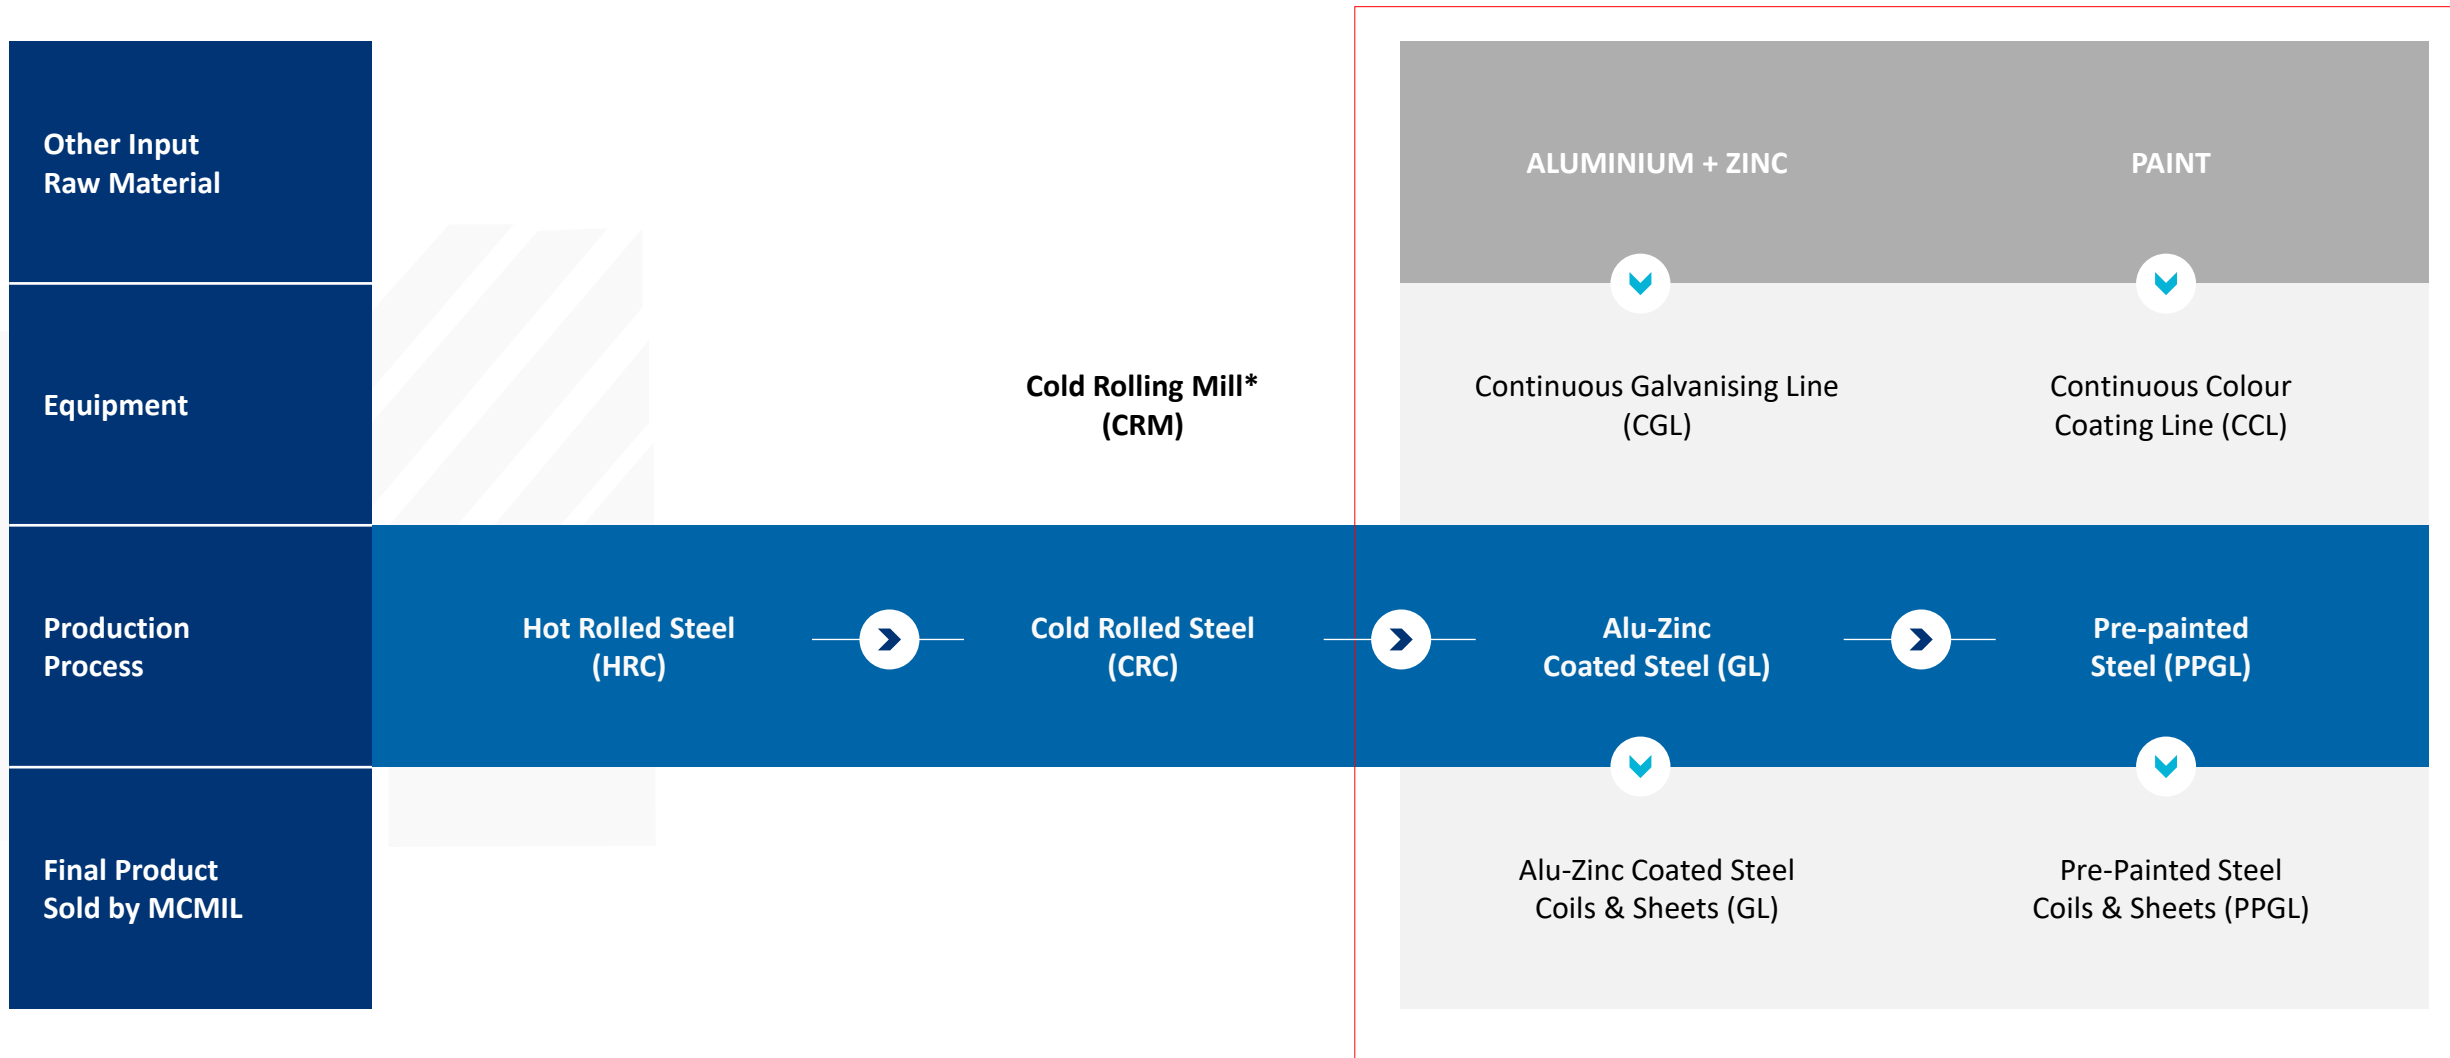 Other Input
Raw Material
ALUMINIUM + ZINC
PAINT
Equipment
Cold Rolling Mill*
(CRM)
Continuous Galvanising Line
(CGL)
Continuous Colour
Coating Line (CCL)
Production
Process
Hot Rolled Steel
(HRC)
Cold Rolled Steel
(CRC)
Alu-Zinc
Coated Steel (GL)
Pre-painted
Steel (PPGL)
Final Product
Sold by MCMIL
Alu-Zinc Coated Steel
Coils & Sheets (GL)
Pre-Painted Steel
Coils & Sheets (PPGL)